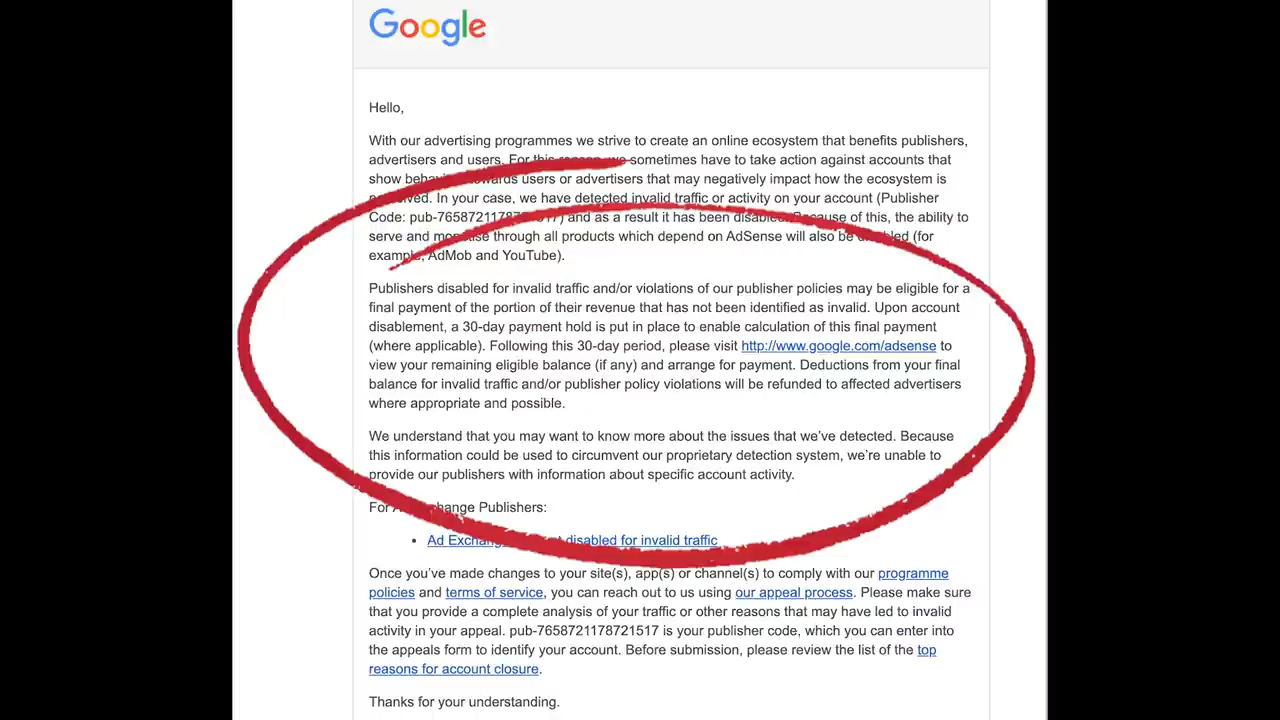 Google
Hello,
With our advertising programmes we strive to create an online ecosystem that benefits publishers,
advertisers and users. For this reason, we sometimes have to take action against accounts that
show behaviour towards users or advertisers that may negatively impact how the ecosystem is
perceived. In your case, we have detected invalid traffic or activity on your account (Publisher
Code: pub-7658721178721517) and as a result it has been disabled. Because of this, the ability to
serve and monetise through all products which depend on AdSense will also be disabled (for
example, AdMob and YouTube).
Publishers disabled for invalid traffic and/or violations of our publisher policies may be eligible for a
final payment of the portion of their revenue that has not been identified as invalid. Upon account
disablement, a 30-day payment hold is put in place to enable calculation of this final payment
(where applicable). Following this 30-day period, please visit http://www.google.com/adsense to
view your remaining eligible balance (if any) and arrange for payment. Deductions from your final
balance for invalid traffic and/or publisher policy violations will be refunded to affected advertisers
where appropriate and possible.
We understand that you may want to know more about the issues that we've detected. Because
this information could be used to circumvent our proprietary detection system, we're unable to
provide our publishers with information about specific account activity.
For Ad Exchange Publishers:
• Ad Exchange account disabled for invalid traffic
Once you've made changes to your site(s), app(s) or channel(s) to comply with our programme
policies and terms of service, you can reach out to us using our appeal process. Please make sure
that you provide a complete analysis of your traffic or other reasons that may have led to invalid
activity in your appeal. pub-7658721178721517 is your publisher code, which you can enter into
the appeals form to identify your account. Before submission, please review the list of the top
reasons for account closure.
Thanks for your understanding.